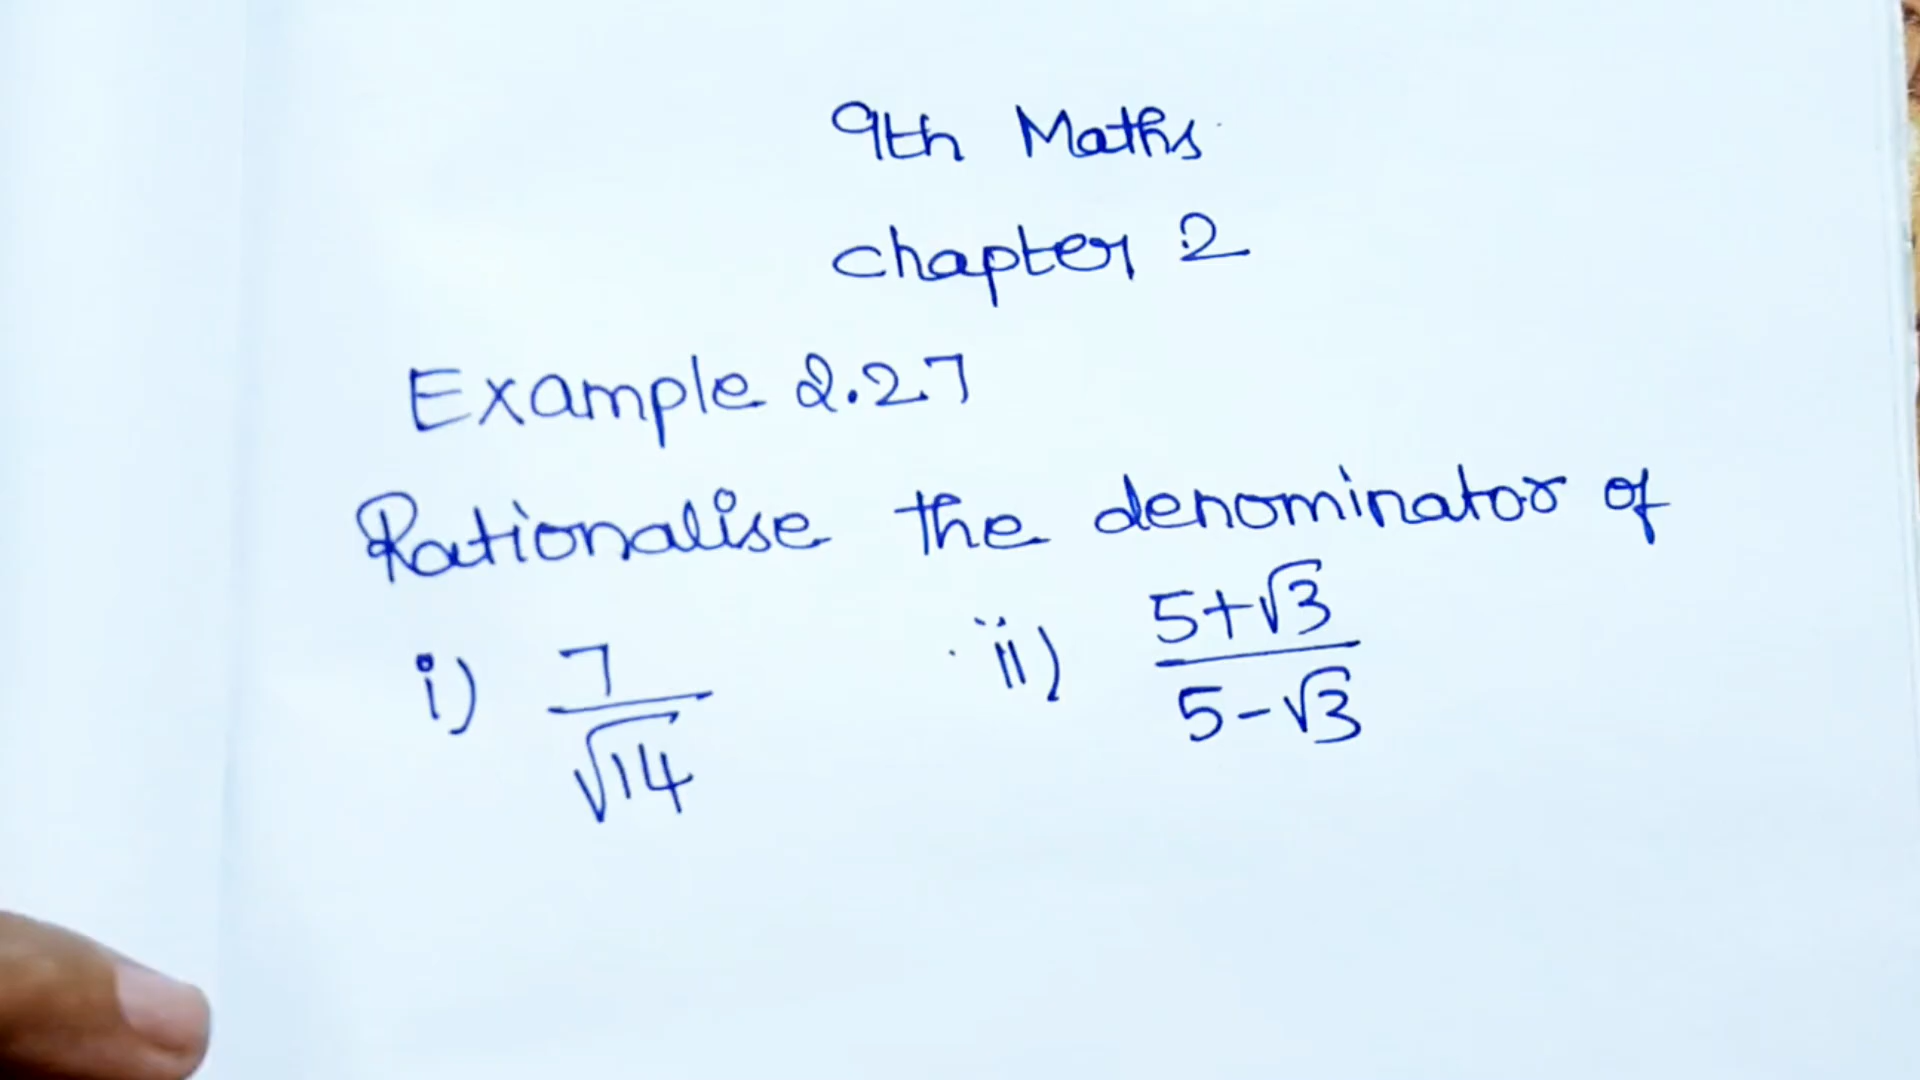 9th Maths
chapter 2
Example 2.27
Rationalise the denominator of
i) 7/√14 ii) 5+√3/5-√3